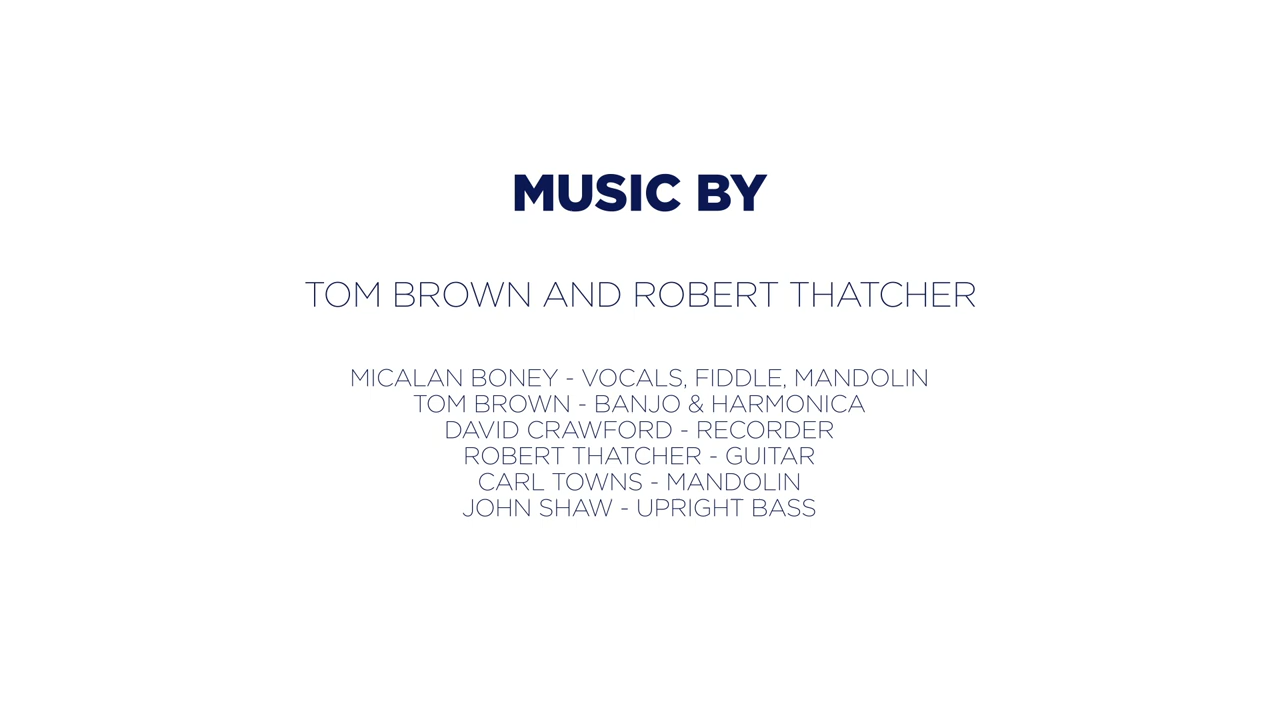 MUSIC BY
TOM BROWN AND ROBERT THATCHER
MICALAN BONEY - VOCALS, FIDDLE, MANDOLIN
TOM BROWN - BANJO & HARMONICA
DAVID CRAWFORD - RECORDER
ROBERT THATCHER - GUITAR
CARL TOWNS - MANDOLIN
JOHN SHAW - UPRIGHT BASS